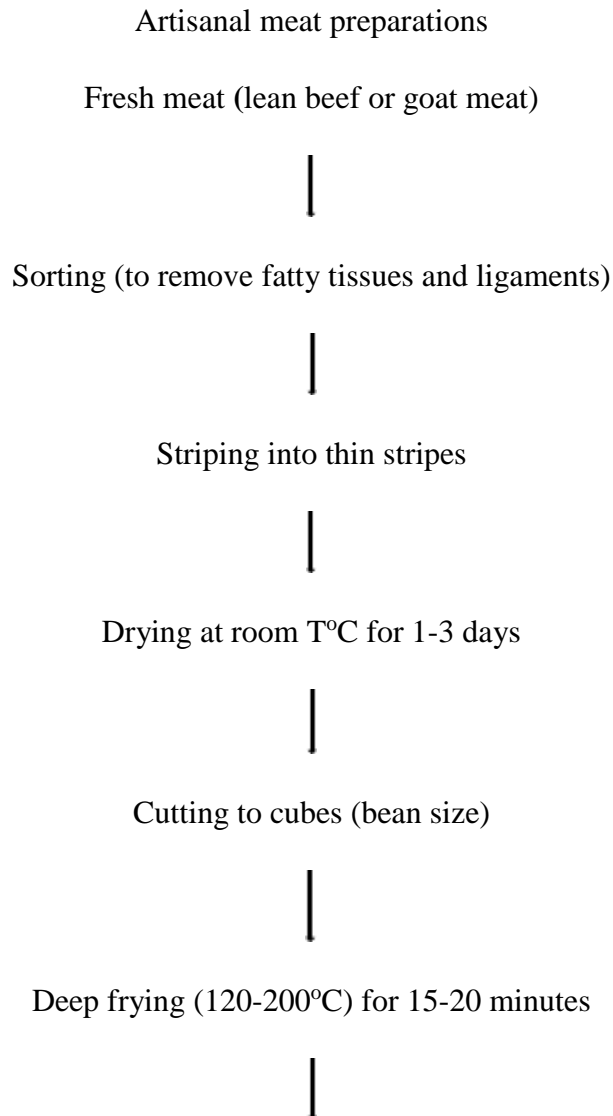 Artisanal meat preparations
Fresh meat (lean beef or goat meat)
Sorting (to remove fatty tissues and ligaments)
Striping into thin stripes
Drying at room TºC for 1-3 days
Cutting to cubes (bean size)
Deep frying (120-200ºC) for 15-20 minutes